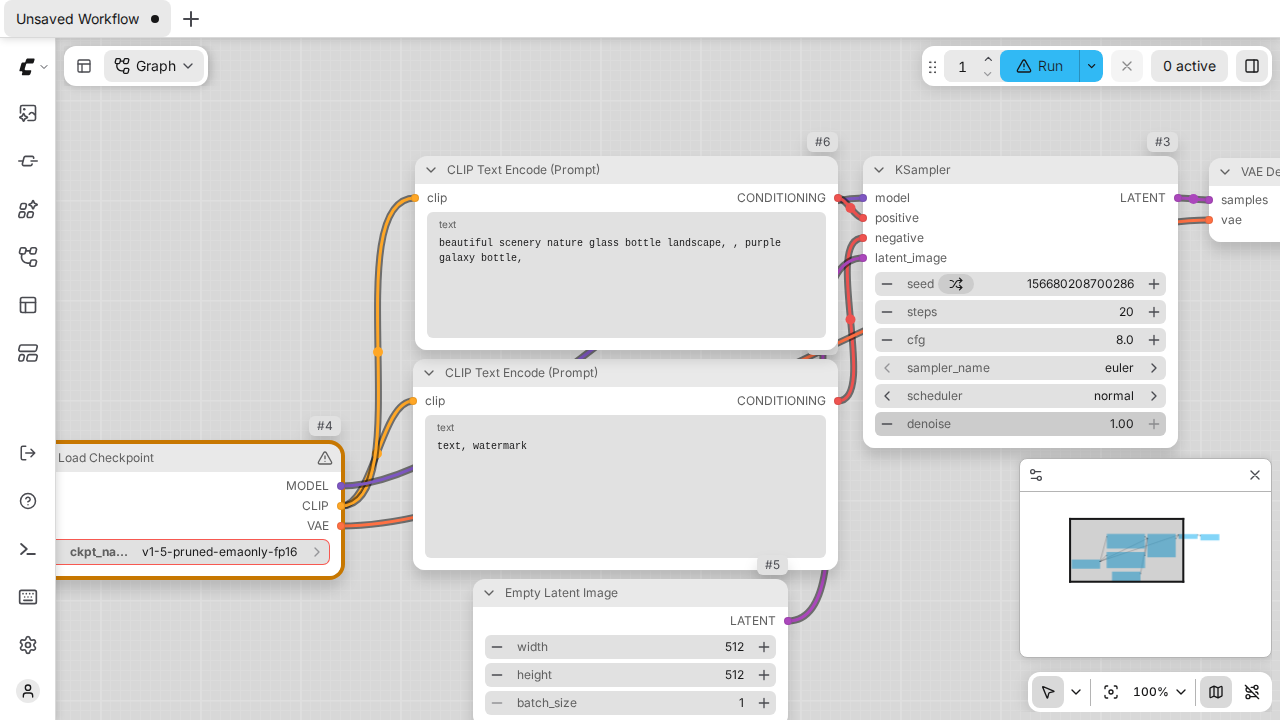 Unsaved Workflow
Graph
1
Run
0 active
#6
#3
CLIP Text Encode (Prompt)
clip
CONDITIONING
text
beautiful scenery nature glass bottle landscape, , purple
galaxy bottle,
KSampler
model
LATENT
positive
negative
latent_image
seed
156680208700286
steps
20
cfg
8.0
sampler_name
euler
scheduler
normal
denoise
1.00
VAE De
samples
vae
CLIP Text Encode (Prompt)
clip
CONDITIONING
text
text, watermark
#4
Load Checkpoint
MODEL
CLIP
VAE
ckpt_na...
v1-5-pruned-emaonly-fp16
#5
Empty Latent Image
LATENT
width
512
height
512
batch_size
1
100%